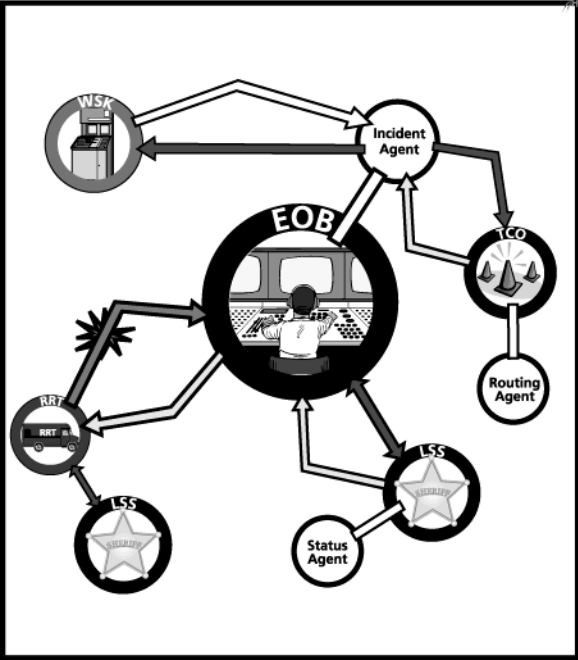 WSK
Incident
Agent
EOB
TCO
Routing
Agent
RRT
RRT
LSS
SHERIFF
LSS
SHERIFF
Status
Agent